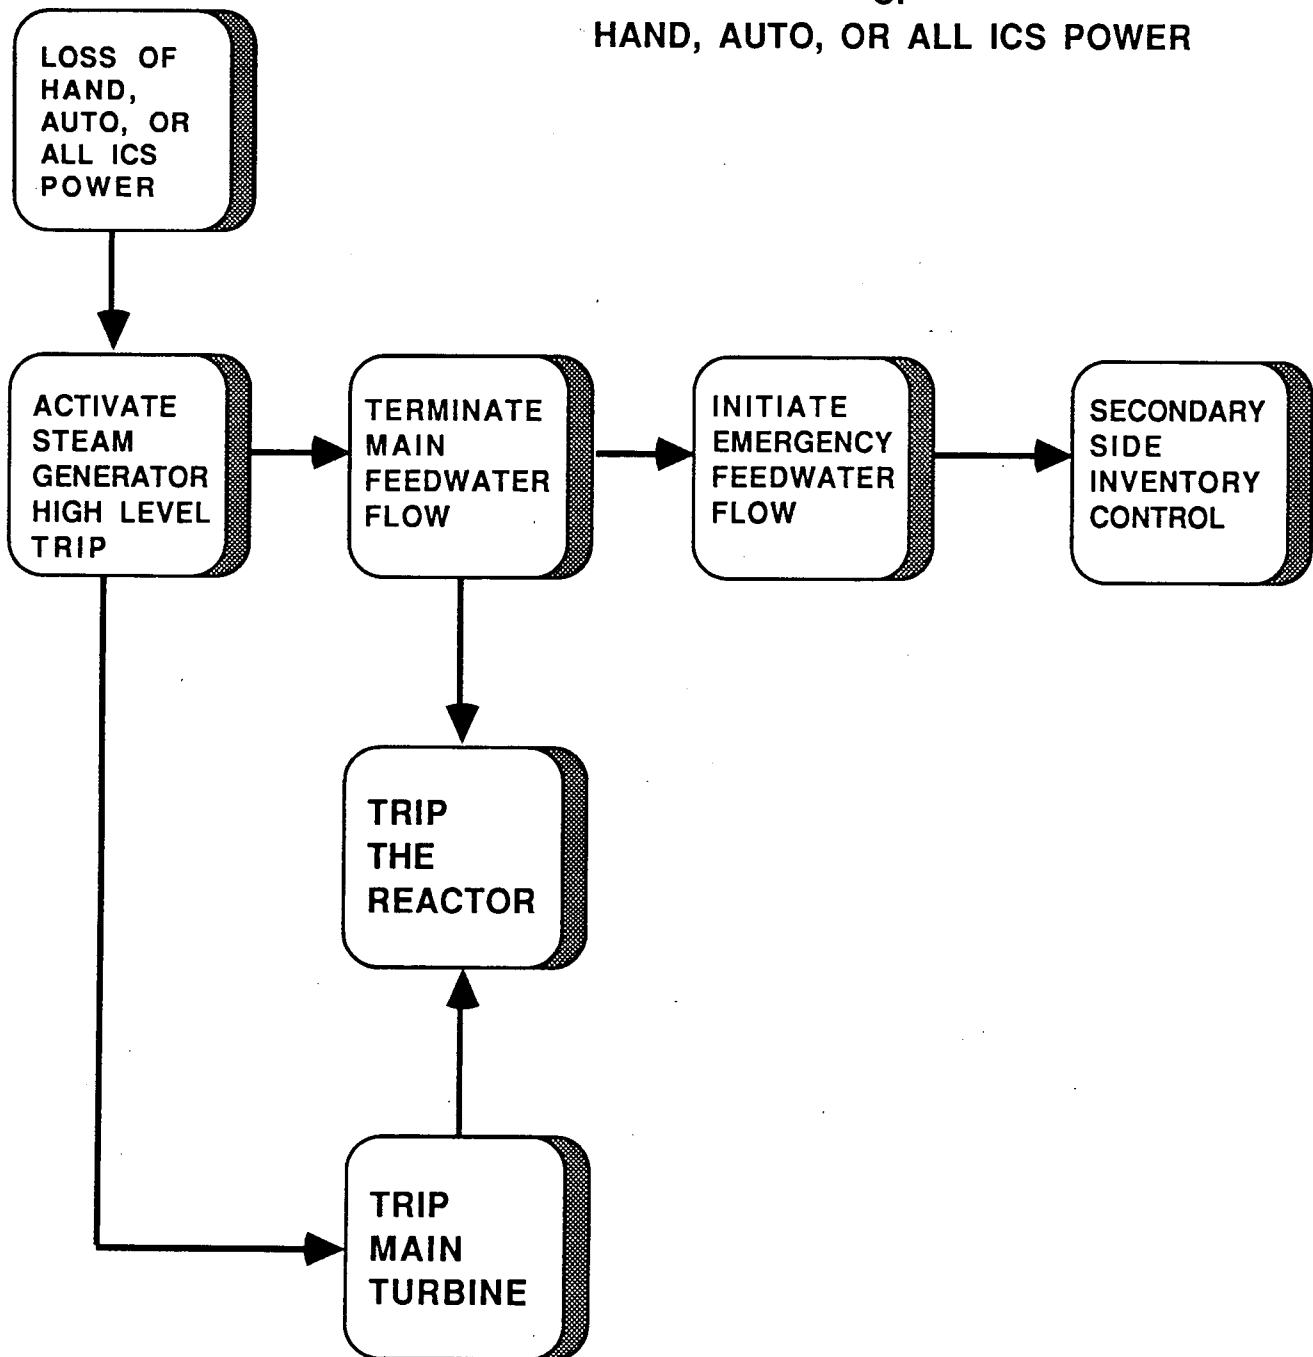 HAND, AUTO, OR ALL ICS POWER
LOSS OF
HAND,
AUTO, OR
ALL ICS
POWER
ACTIVATE
STEAM
GENERATOR
HIGH LEVEL
TRIP
TERMINATE
MAIN
FEEDWATER
FLOW
INITIATE
EMERGENCY
FEEDWATER
FLOW
SECONDARY
SIDE
INVENTORY
CONTROL
TRIP
THE
REACTOR
TRIP
MAIN
TURBINE